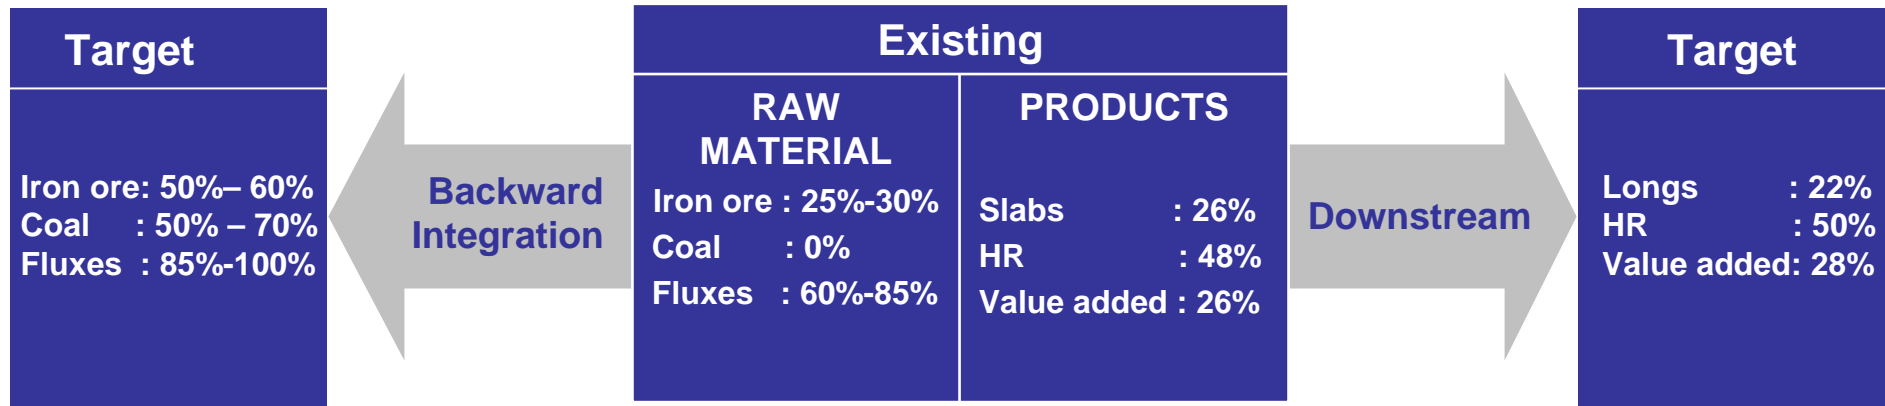 Target
Iron ore: 50%– 60%
Coal : 50% – 70%
Fluxes : 85%-100%
Backward
Integration
Existing
RAW
MATERIAL
Iron ore : 25%-30%
Coal : 0%
Fluxes : 60%-85%
PRODUCTS
Slabs : 26%
HR : 48%
Value added : 26%
Downstream
Target
Longs : 22%
HR : 50%
Value added: 28%